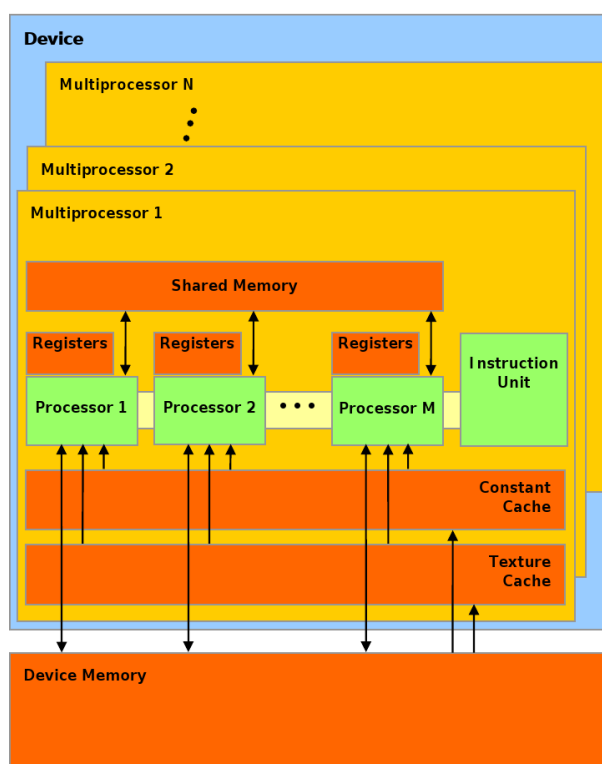 Device
Multiprocessor N
Multiprocessor 2
Multiprocessor 1
Shared Memory
Registers
Registers
Registers
Instruction
Unit
Processor 1
Processor 2
Processor M
Constant
Cache
Texture
Cache
Device Memory